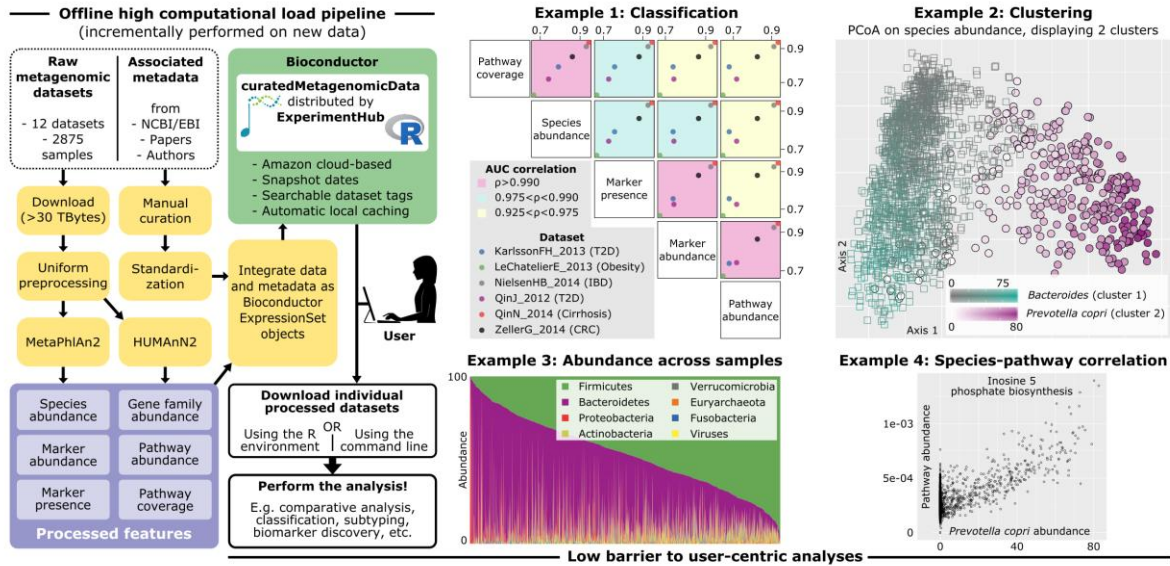 Offline high computational load pipeline
(incrementally performed on new data)
Raw
metagenomic
datasets
- 12 datasets
- 2875
samples
Associated
metadata
from
- NCBI/EBI
- Papers
- Authors
Download
(>30 TBytes)
Manual
curation
Uniform
preprocessing
Standardi-
zation
MetaPhlAn2
HUMAnN2
Integrate data
and metadata as
Bioconductor
ExpressionSet
objects
Species
abundance
Gene family
abundance
Marker
abundance
Pathway
abundance
Marker
presence
Pathway
coverage
Processed features
Bioconductor
curatedMetagenomicData
distributed by
ExperimentHub
R
- Amazon cloud-based
- Snapshot dates
- Searchable dataset tags
- Automatic local caching
User
Download individual
processed datasets
Using the R
environment
OR
Using the
command line
Perform the analysis!
E.g. comparative analysis,
classification, subtyping,
biomarker discovery, etc.
Example 1: Classification
0.7 0.9 0.7 0.9
Pathway
coverage
0.9
0.7
Species
abundance
0.9
0.7
Marker
presence
0.9
0.7
Marker
abundance
0.9
0.7
Pathway
abundance
AUC correlation
p>0.990
0.975<p<0.990
0.925<p<0.975
Dataset
KarlssonFH_2013 (T2D)
LeChatelierE_2013 (Obesity)
NielsenHB_2014 (IBD)
QinJ_2012 (T2D)
QinN_2014 (Cirrhosis)
ZellerG_2014 (CRC)
Example 2: Clustering
PCoA on species abundance, displaying 2 clusters
Axis 2
Axis 1
0 75
Bacteroides (cluster 1)
0 80
Prevotella copri (cluster 2)
Example 3: Abundance across samples
100
Abundance
0
Firmicutes
Bacteroidetes
Proteobacteria
Actinobacteria
Verrucomicrobia
Euryarchaeota
Fusobacteria
Viruses
Example 4: Species-pathway correlation
Inosine 5
phosphate biosynthesis
Pathway abundance
1e-03
5e-04
0
Prevotella copri abundance
0 40 80
Low barrier to user-centric analyses